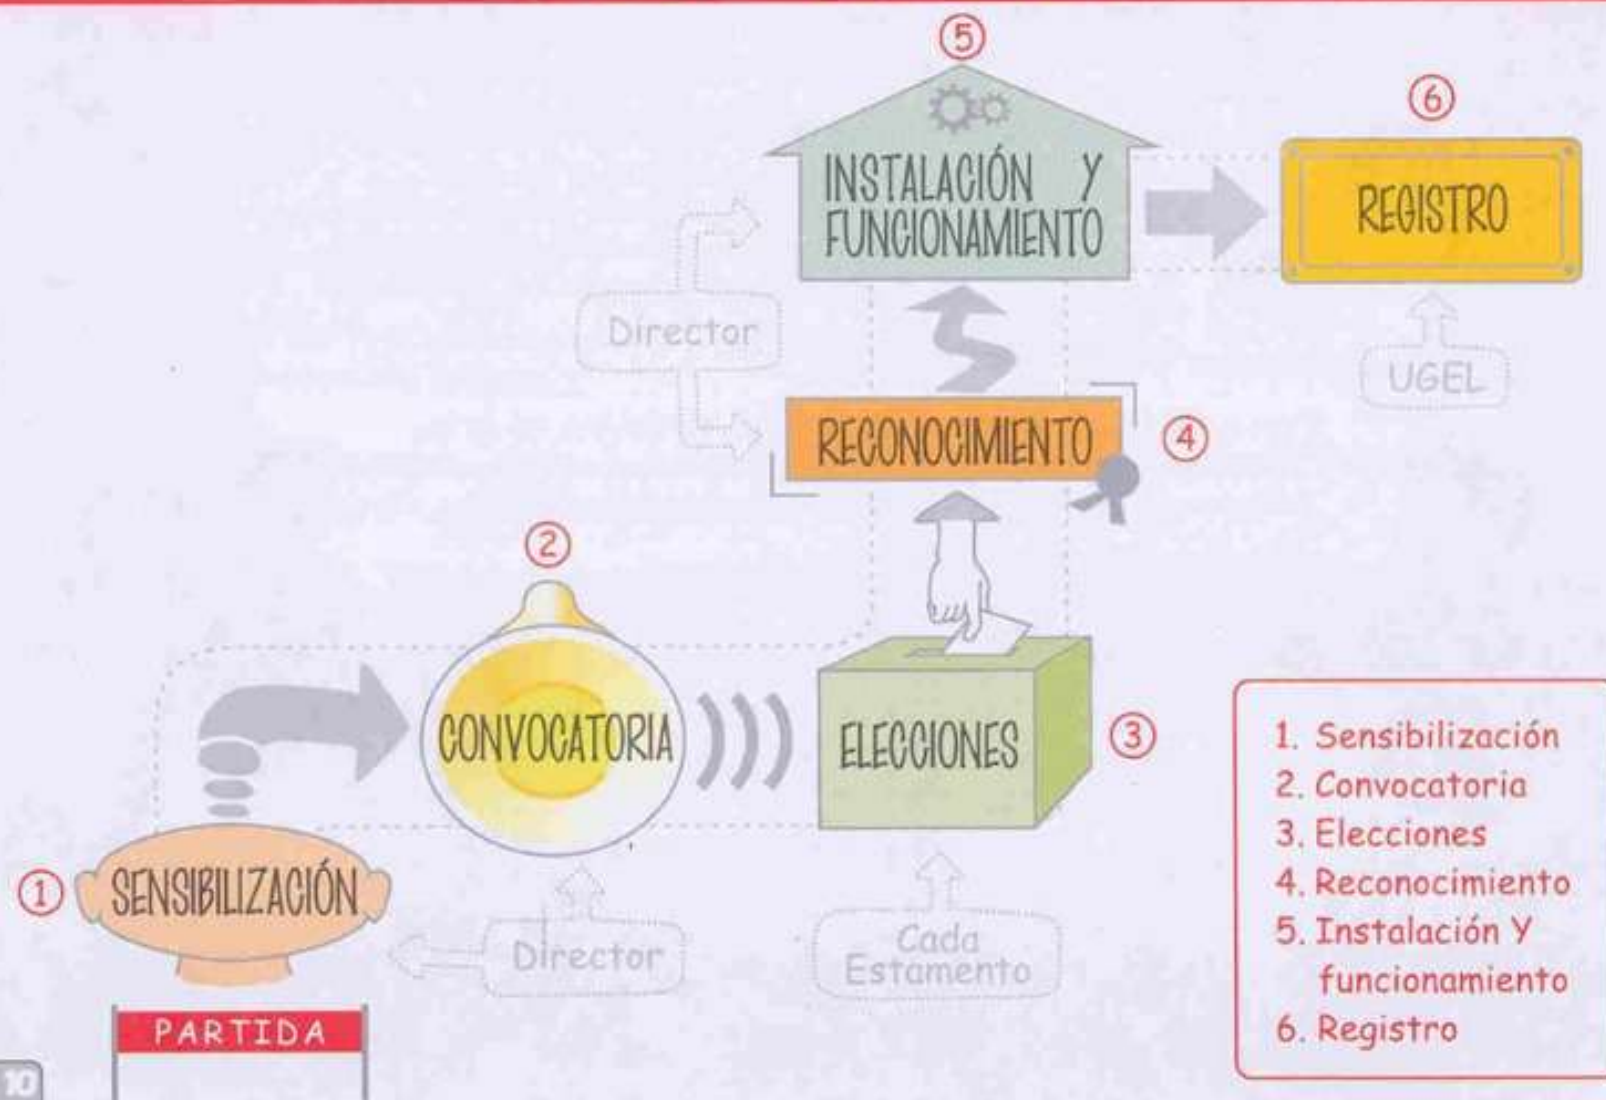 5
INSTALACIÓN Y
FUNCIONAMIENTO
6
REGISTRO
Director
UGEL
RECONOCIMIENTO
4
2
CONVOCATORIA
ELECCIONES
3
1
SENSIBILIZACIÓN
Director
Cada
Estamento
PARTIDA
1. Sensibilización
2. Convocatoria
3. Elecciones
4. Reconocimiento
5. Instalación Y
funcionamiento
6. Registro
10